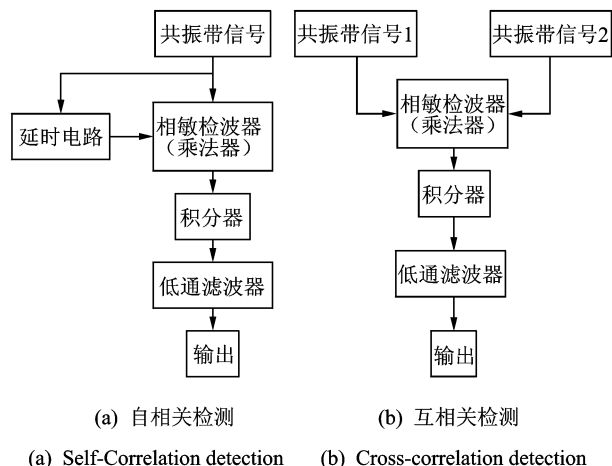 共振带信号
延时电路
相敏检波器
（乘法器）
积分器
低通滤波器
输出
(a) 自相关检测
(a) Self-Correlation detection
共振带信号1
共振带信号2
相敏检波器
（乘法器）
积分器
低通滤波器
输出
(b) 互相关检测
(b) Cross-correlation detection